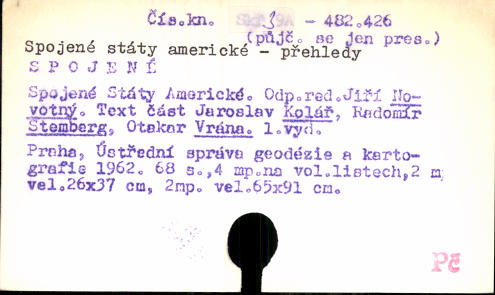 Čís.kn. Skř 9A - 482.426
(půjč. se jen pres.)
Spojené státy americké - přehledy
S P O J E N É
Spojené Státy Americké. Odp.red.Jiří No-
votný. Text část Jaroslav Kolář, Radomír
Štemberg, Otakar Vrána. 1.vyd.
Praha, Ústřední správa geodézie a karto-
grafie 1962. 68 s.,4 mp.na vol.listech,2 m
vel.26x37 cm, 2mp. vel.65x91 cm.
Pč